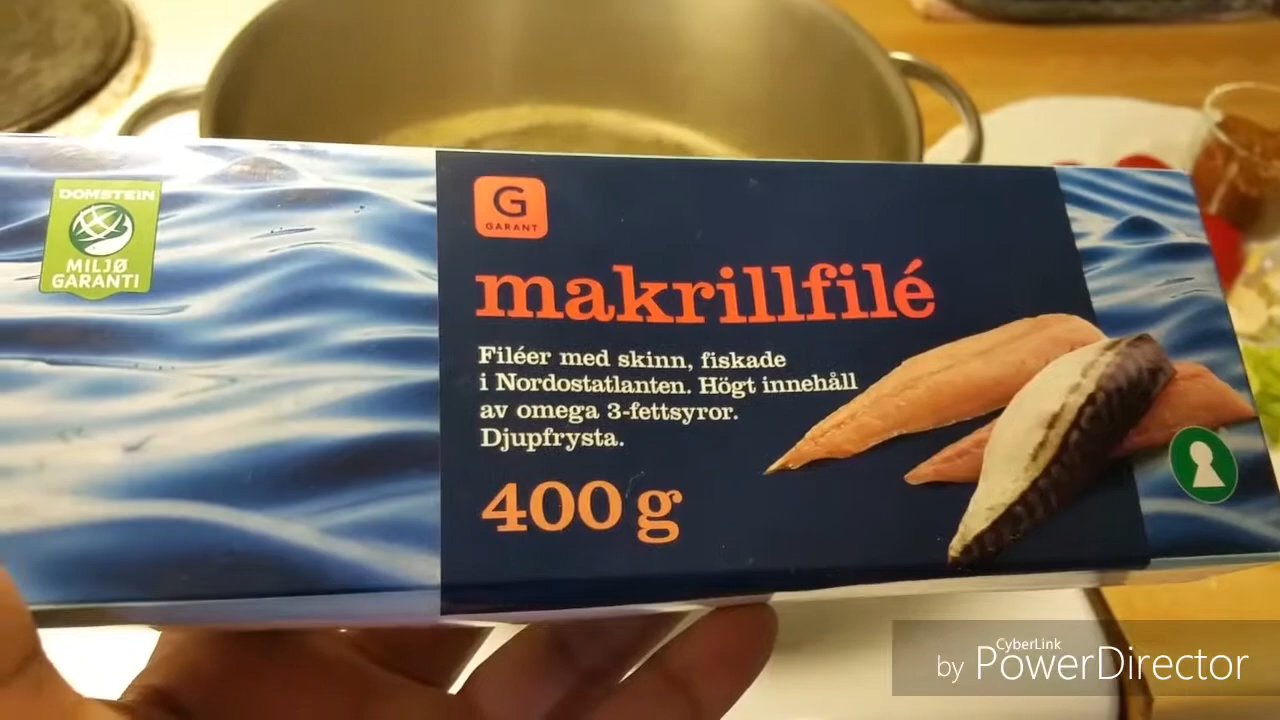 DOMSTEIN
MILJØ
GARANTI
G
GARANT
makrillfilé
Filéer med skinn, fiskade
i Nordostatlanten. Högt innehåll
av omega 3-fettsyror.
Djupfrysta.
400 g
CyberLink
by PowerDirector